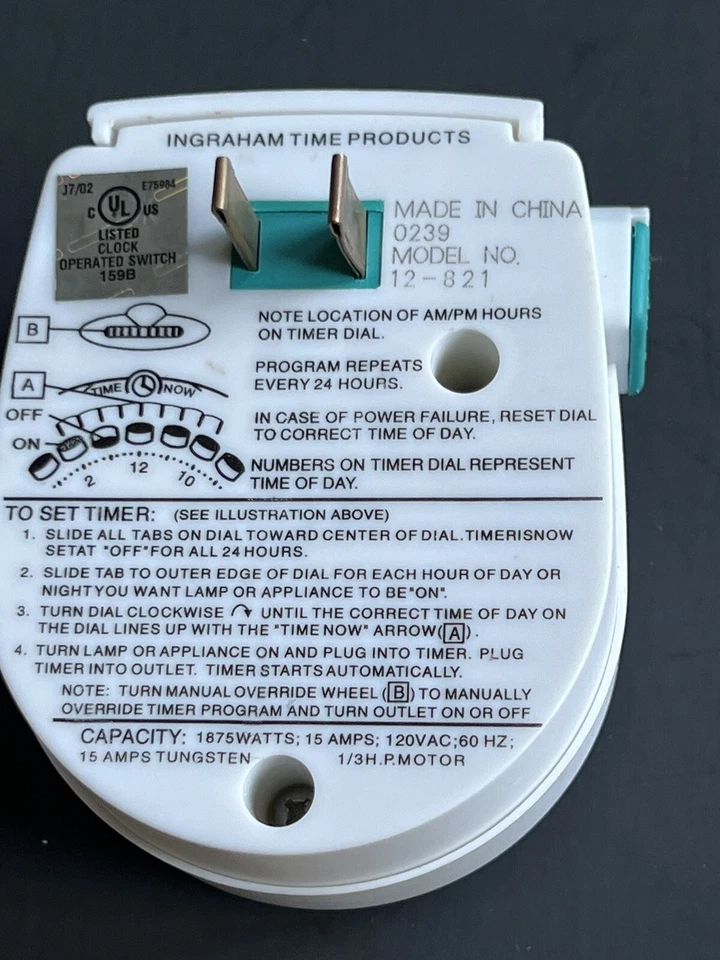 INGRAHAM TIME PRODUCTS
J7/02 E75984
C UL US
LISTED
CLOCK
OPERATED SWITCH
159B
MADE IN CHINA
0239
MODEL NO.
12-821
B
NOTE LOCATION OF AM/PM HOURS
ON TIMER DIAL.
PROGRAM REPEATS
EVERY 24 HOURS.
A
TIME NOW
OFF
ON
2 12 10
IN CASE OF POWER FAILURE, RESET DIAL
TO CORRECT TIME OF DAY.
NUMBERS ON TIMER DIAL REPRESENT
TIME OF DAY.
TO SET TIMER: (SEE ILLUSTRATION ABOVE)
1. SLIDE ALL TABS ON DIAL TOWARD CENTER OF DIAL.TIMERISNOW
SETAT "OFF"FOR ALL 24 HOURS.
2. SLIDE TAB TO OUTER EDGE OF DIAL FOR EACH HOUR OF DAY OR
NIGHTYOU WANT LAMP OR APPLIANCE TO BE"ON".
3. TURN DIAL CLOCKWISE UNTIL THE CORRECT TIME OF DAY ON
THE DIAL LINES UP WITH THE "TIME NOW" ARROW(A).
4. TURN LAMP OR APPLIANCE ON AND PLUG INTO TIMER. PLUG
TIMER INTO OUTLET. TIMER STARTS AUTOMATICALLY.
NOTE: TURN MANUAL OVERRIDE WHEEL (B) TO MANUALLY
OVERRIDE TIMER PROGRAM AND TURN OUTLET ON OR OFF
CAPACITY: 1875WATTS; 15 AMPS; 120VAC;60 HZ;
15 AMPS TUNGSTEN 1/3H.P.MOTOR